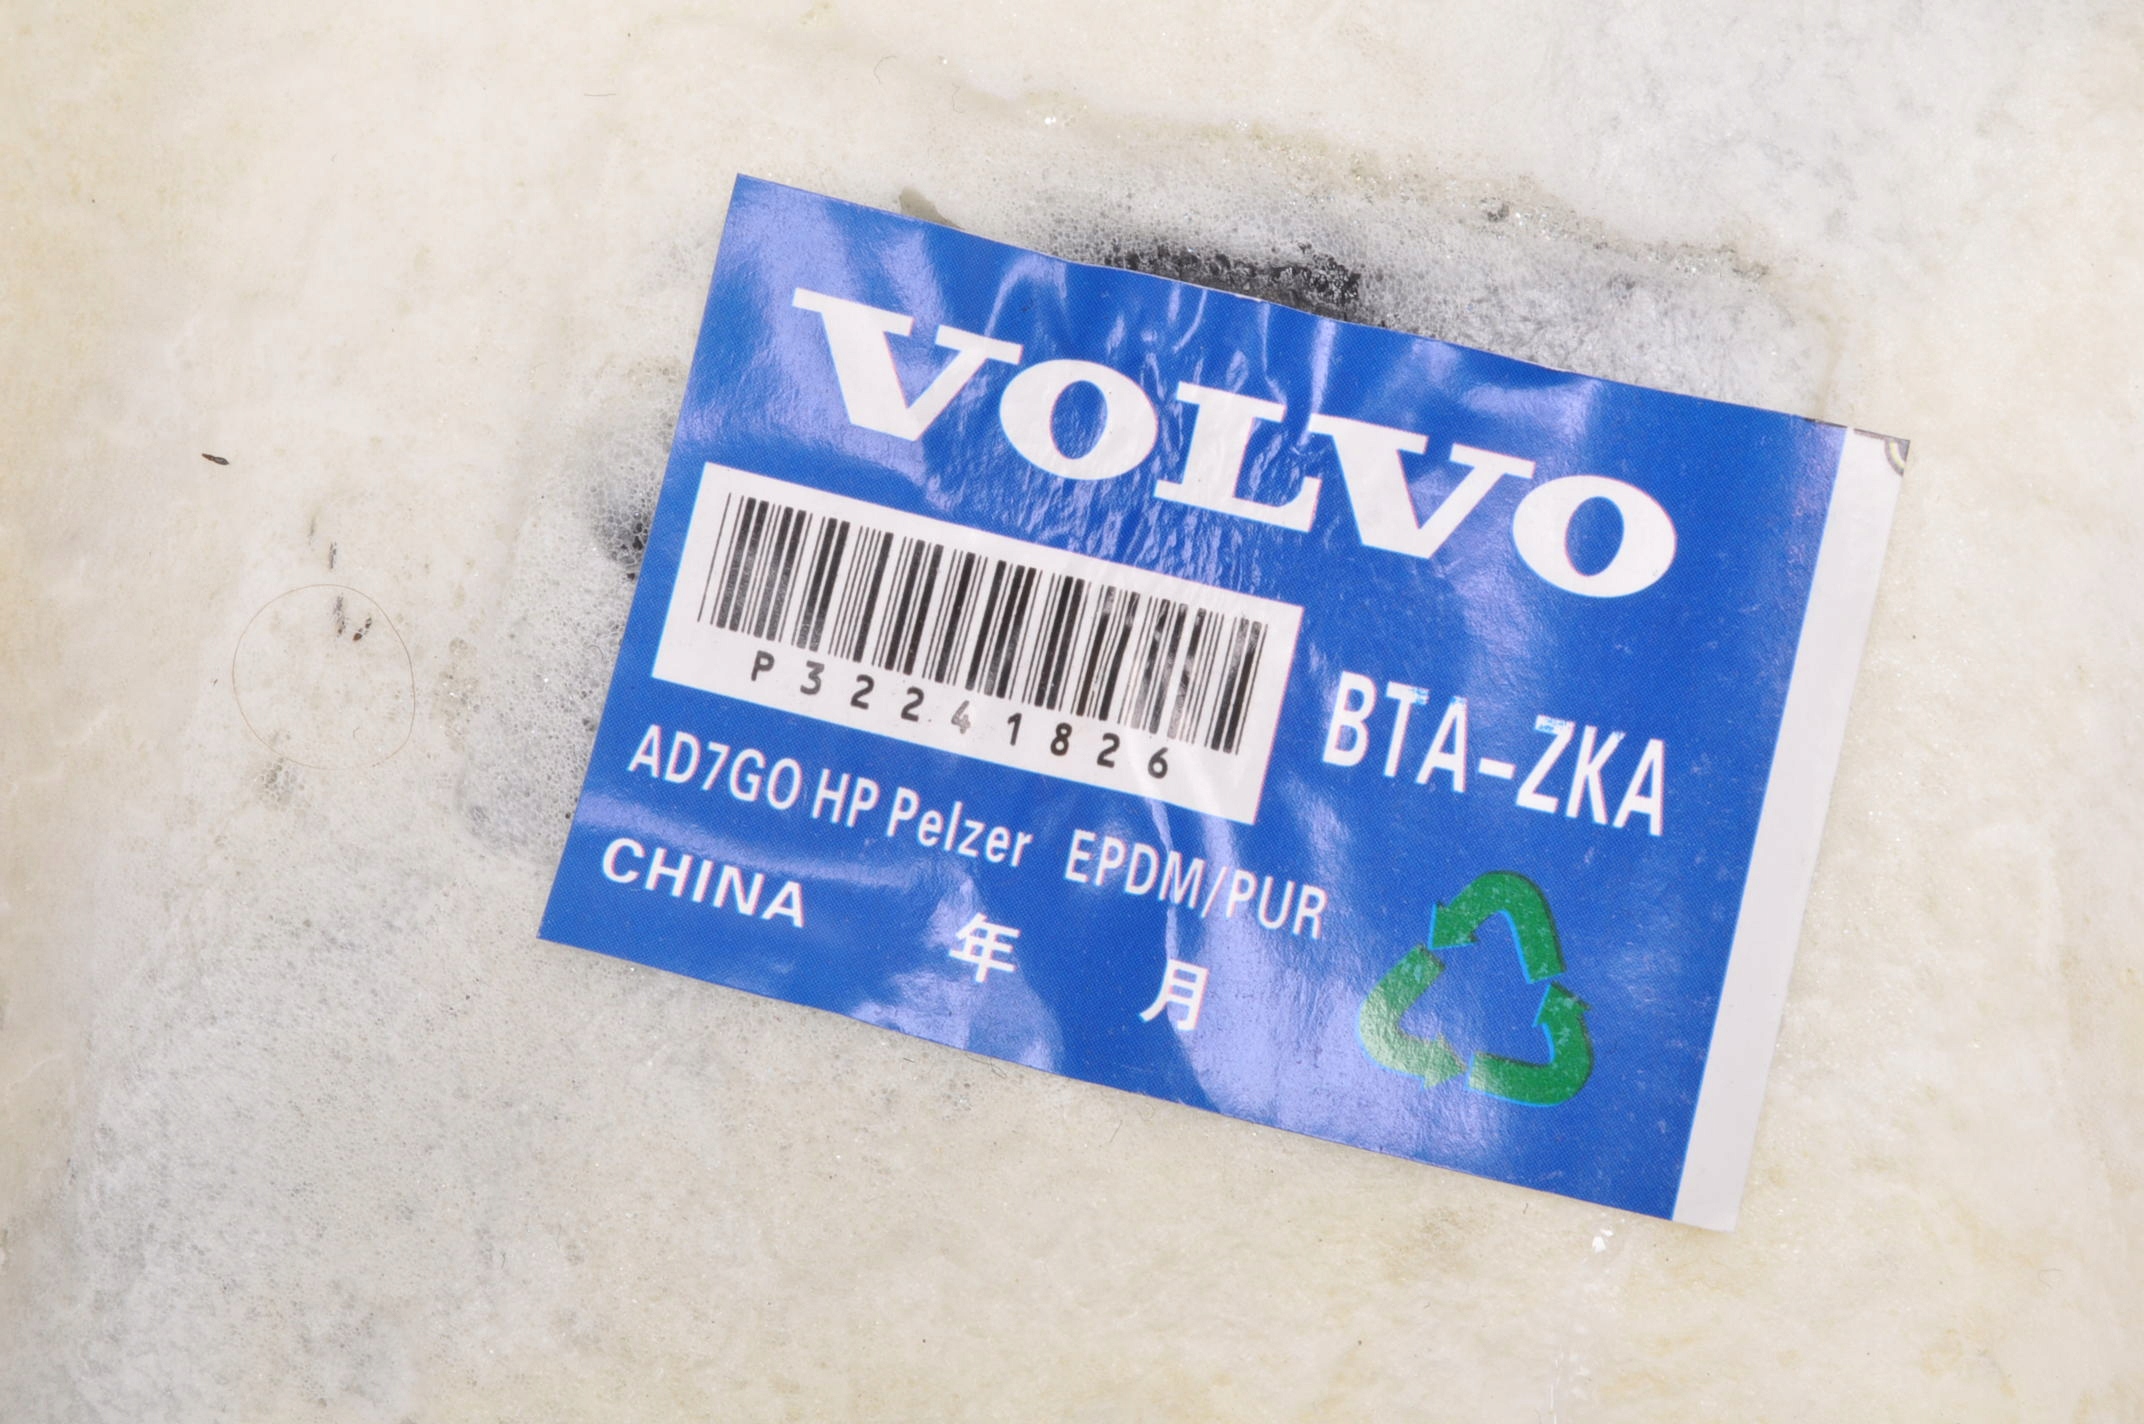 VOLVO
P32241826
BTA-ZKA
AD7GO HP Pelzer EPDM/PUR
CHINA 年 月